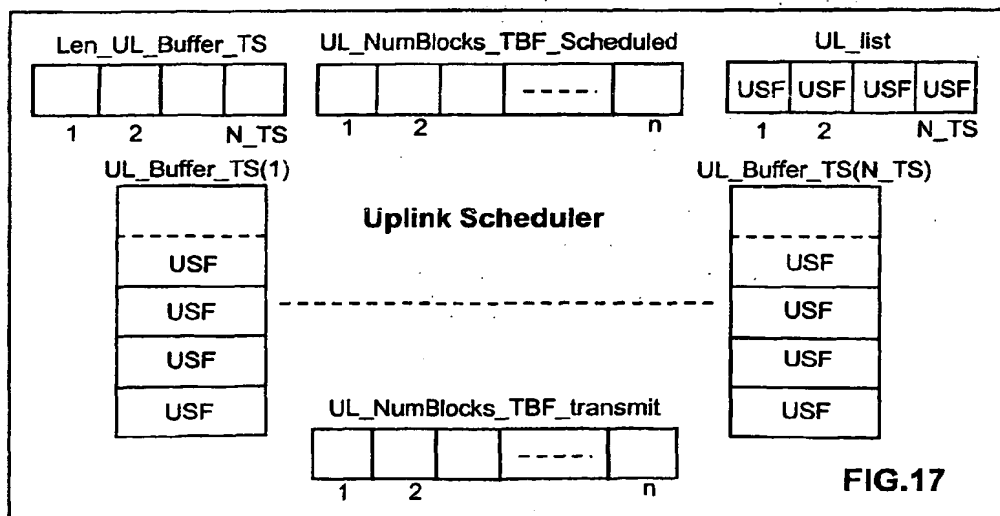 Len_UL_Buffer_TS
UL_NumBlocks_TBF_Scheduled
UL_list
USF USF USF USF
1 2 N_TS
1 2 n
1 2 N_TS
UL_Buffer_TS(1)
UL_Buffer_TS(N_TS)
Uplink Scheduler
USF
USF
USF
USF
USF
USF
USF
USF
UL_NumBlocks_TBF_transmit
1 2 n
FIG.17